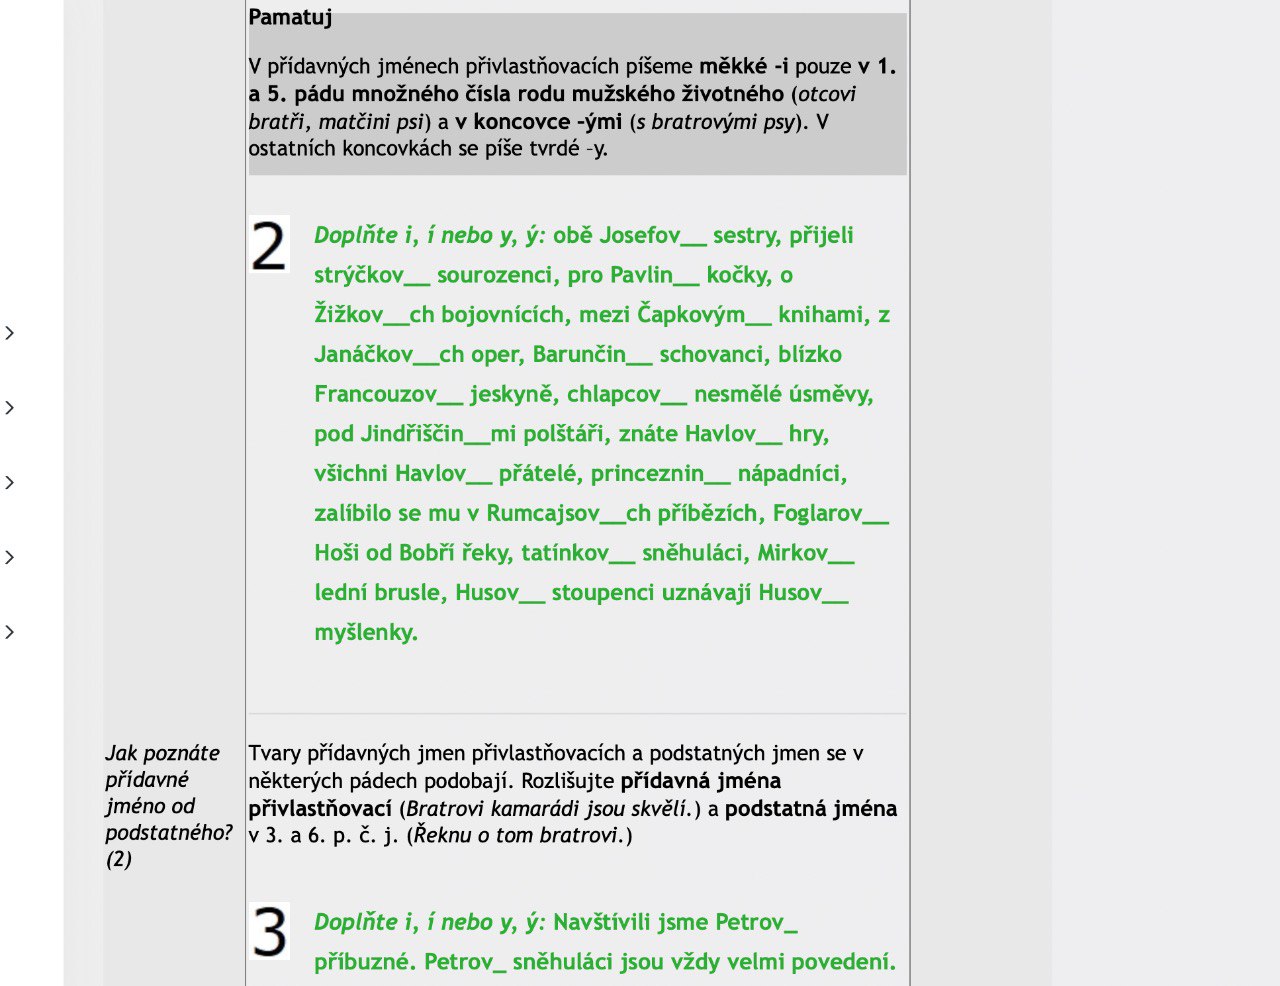 Pamatuj
V přídavných jménech přivlastňovacích píšeme měkké -i pouze v 1.
a 5. pádu množného čísla rodu mužského životného (otcovi
bratři, matčini psi) a v koncovce -ými (s bratrovými psy). V
ostatních koncovkách se píše tvrdé –y.
2
Doplňte i, í nebo y, ý: obě Josefov__ sestry, přijeli
strýčkov__ sourozenci, pro Pavlin__ kočky, o
Žižkov__ch bojovnících, mezi Čapkovým__ knihami, z
Janáčkov__ch oper, Barunčin__ schovanci, blízko
Francouzov__ jeskyně, chlapcov__ nesmělé úsměvy,
pod Jindřiščin__mi polštáři, znáte Havlov__ hry,
všichni Havlov__ přátelé, princeznin__ nápadníci,
zalíbilo se mu v Rumcajsov__ch příbězích, Foglarov__
Hoši od Bobří řeky, tatínkov__ sněhuláci, Mirkov__
lední brusle, Husov__ stoupenci uznávají Husov__
myšlenky.
Jak poznáte
přídavné
jméno od
podstatného?
(2)
Tvary přídavných jmen přivlastňovacích a podstatných jmen se v
některých pádech podobají. Rozlišujte přídavná jména
přivlastňovací (Bratrovi kamarádi jsou skvělí.) a podstatná jména
v 3. a 6. p. č. j. (Řeknu o tom bratrovi.)
3
Doplňte i, í nebo y, ý: Navštívili jsme Petrov_
příbuzné. Petrov_ sněhuláci jsou vždy velmi povedení.